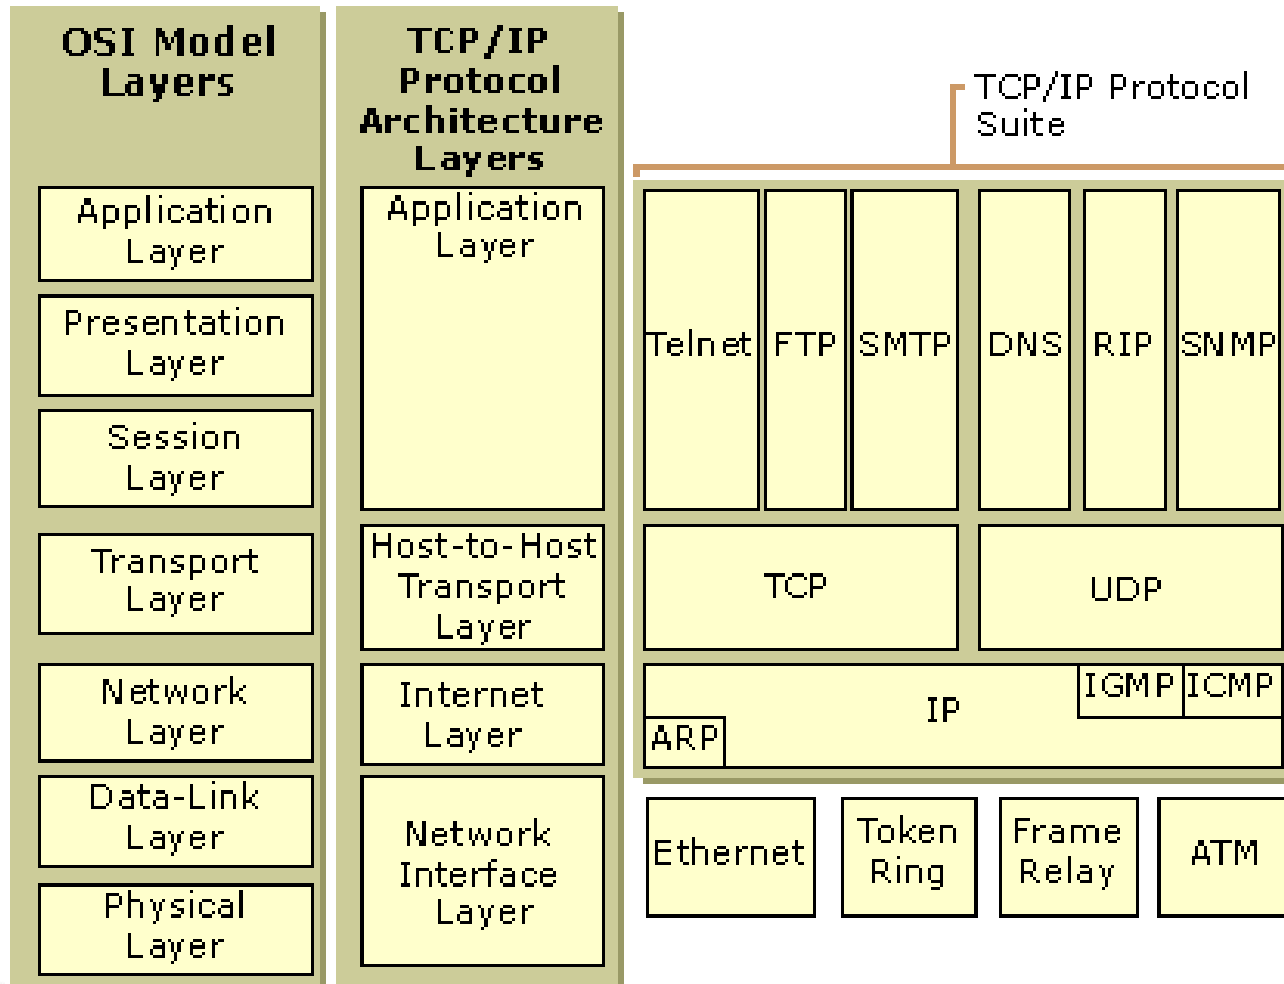 OSI Model
Layers
Application
Layer
Presentation
Layer
Session
Layer
Transport
Layer
Network
Layer
Data-Link
Layer
Physical
Layer
TCP/IP
Protocol
Architecture
Layers
Application
Layer
Host-to-Host
Transport
Layer
Internet
Layer
Network
Interface
Layer
TCP/IP Protocol
Suite
Telnet
FTP
SMTP
DNS
RIP
SNMP
TCP
UDP
IP
IGMP
ICMP
ARP
Ethernet
Token
Ring
Frame
Relay
ATM